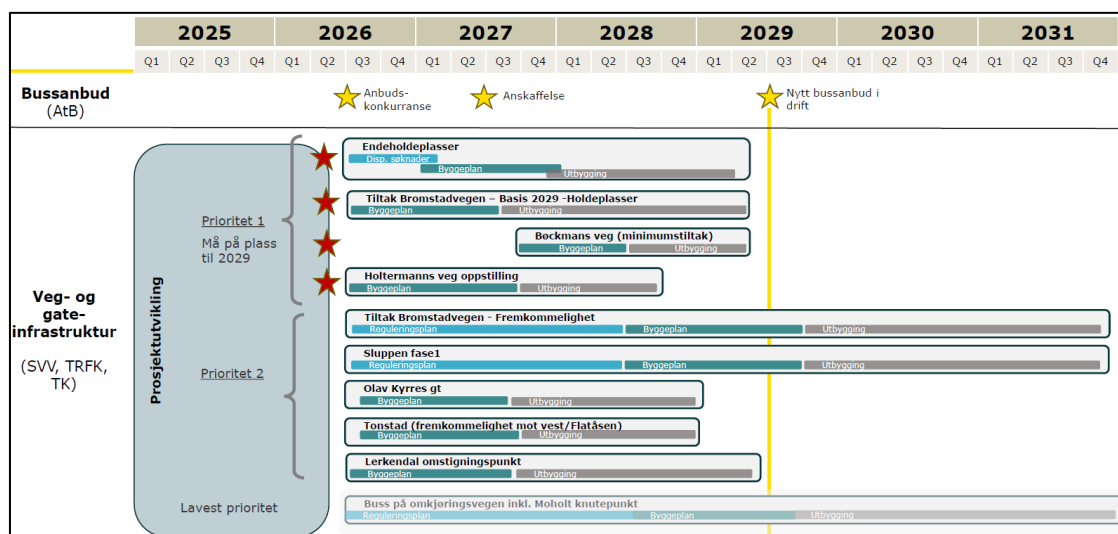 2025 2026 2027 2028 2029 2030 2031
Q1 Q2 Q3 Q4 Q1 Q2 Q3 Q4 Q1 Q2 Q3 Q4 Q1 Q2 Q3 Q4 Q1 Q2 Q3 Q4 Q1 Q2 Q3 Q4 Q1 Q2 Q3 Q4
Bussanbud
(AtB)
Anbuds-
konkurranse
Anskaffelse
Nytt bussanbud i
drift
Veg- og
gate-
infrastruktur
(SVV, TRFK,
TK)
Prosjektutvikling
Prioritet 1
Må på plass
til 2029
Endeholdeplasser
Disp. søknader
Byggeplan
Utbygging
Tiltak Bromstadvegen – Basis 2029 -Holdeplasser
Byggeplan Utbygging
Bøckmans veg (minimumstiltak)
Byggeplan Utbygging
Holtermanns veg oppstilling
Byggeplan Utbygging
Prioritet 2
Tiltak Bromstadvegen - Fremkommelighet
Reguleringsplan Byggeplan Utbygging
Sluppen fase1
Reguleringsplan Byggeplan Utbygging
Olav Kyrres gt
Byggeplan Utbygging
Tonstad (fremkommelighet mot vest/Flatåsen)
Byggeplan Utbygging
Lerkendal omstigningspunkt
Byggeplan Utbygging
Lavest prioritet
Buss på omkjøringsvegen inkl. Moholt knutepunkt
Reguleringsplan Byggeplan Utbygging